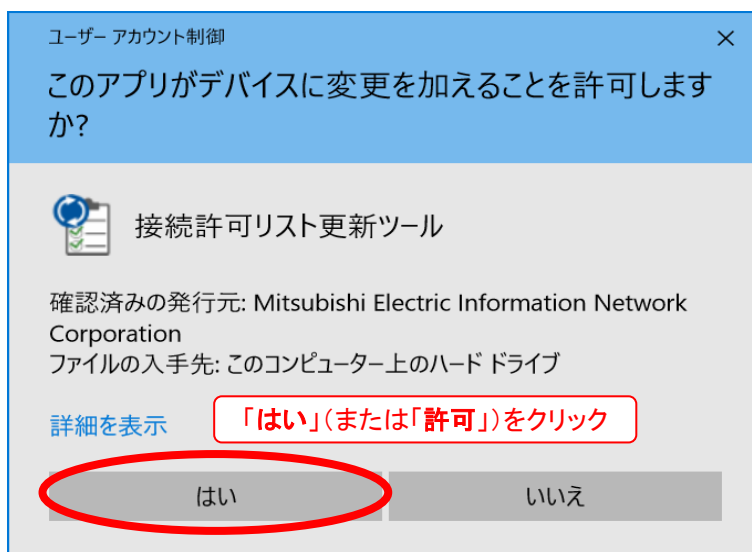 ユーザー アカウント制御
このアプリがデバイスに変更を加えることを許可します
か?
接続許可リスト更新ツール
確認済みの発行元: Mitsubishi Electric Information Network
Corporation
ファイルの入手先: このコンピューター上のハード ドライブ
詳細を表示
「はい」(または「許可」)をクリック
はい
いいえ